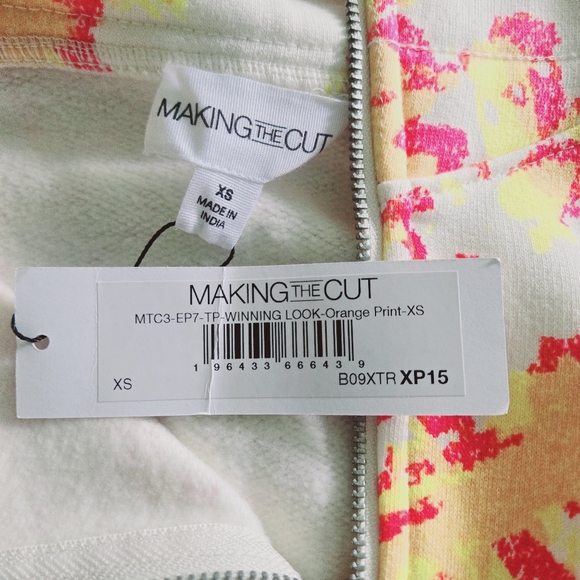 MAKING THE CUT
XS
MADE IN
INDIA
MAKING THE CUT
MTC3-EP7-TP-WINNING LOOK-Orange Print-XS
1 96433 66643 9
XS B09XTR XP15